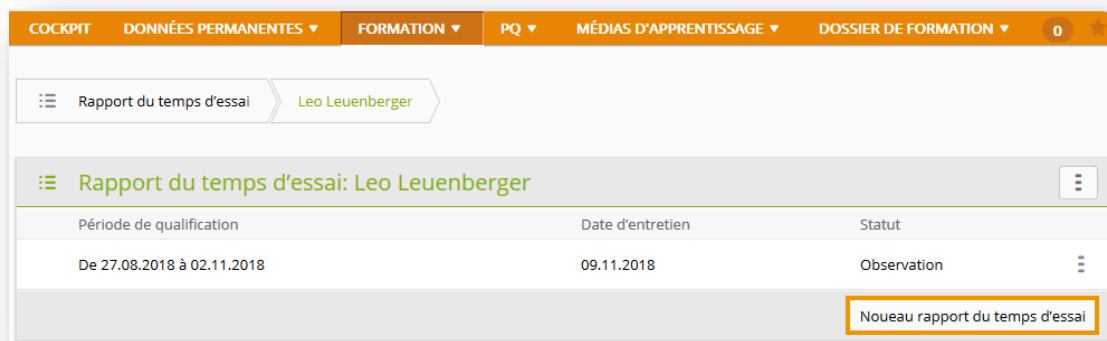 COCKPIT DONNÉES PERMANENTES FORMATION PQ MÉDIAS D'APPRENTISSAGE DOSSIER DE FORMATION 0
Rapport du temps d'essai Leo Leuenberger
Rapport du temps d'essai: Leo Leuenberger
Période de qualification Date d'entretien Statut
De 27.08.2018 à 02.11.2018 09.11.2018 Observation
Noueau rapport du temps d'essai